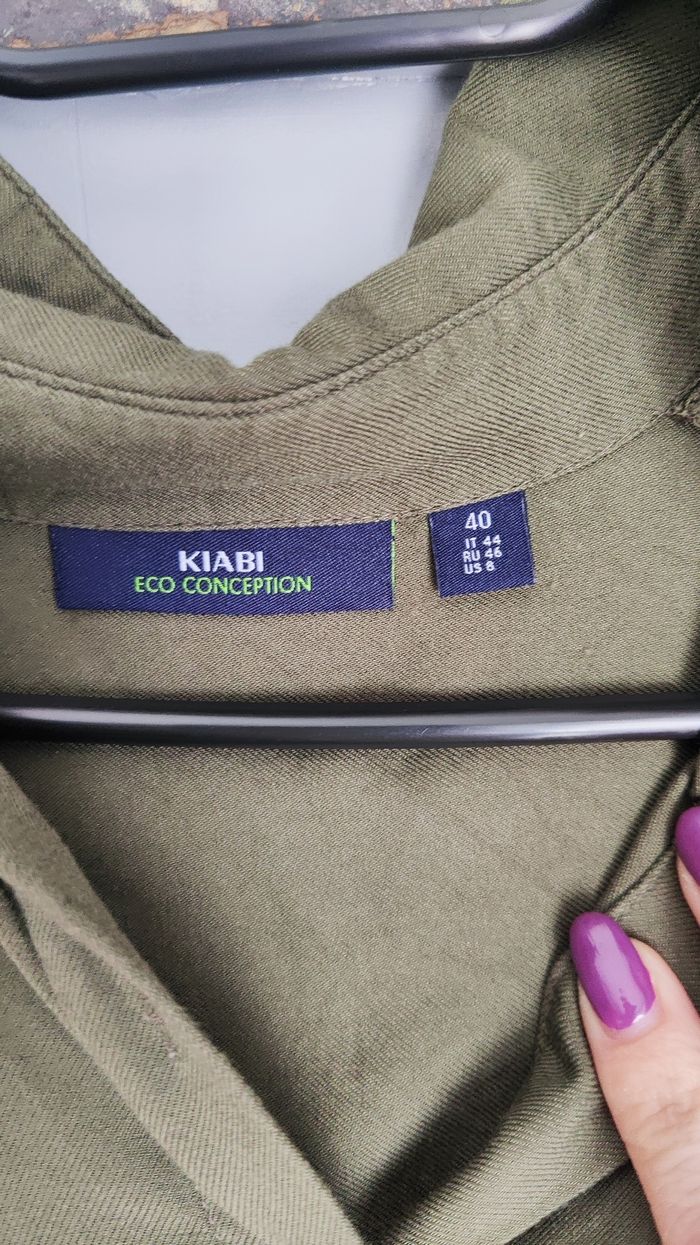 KIABI
ECO CONCEPTION
40
IT 44
RU 46
US 8